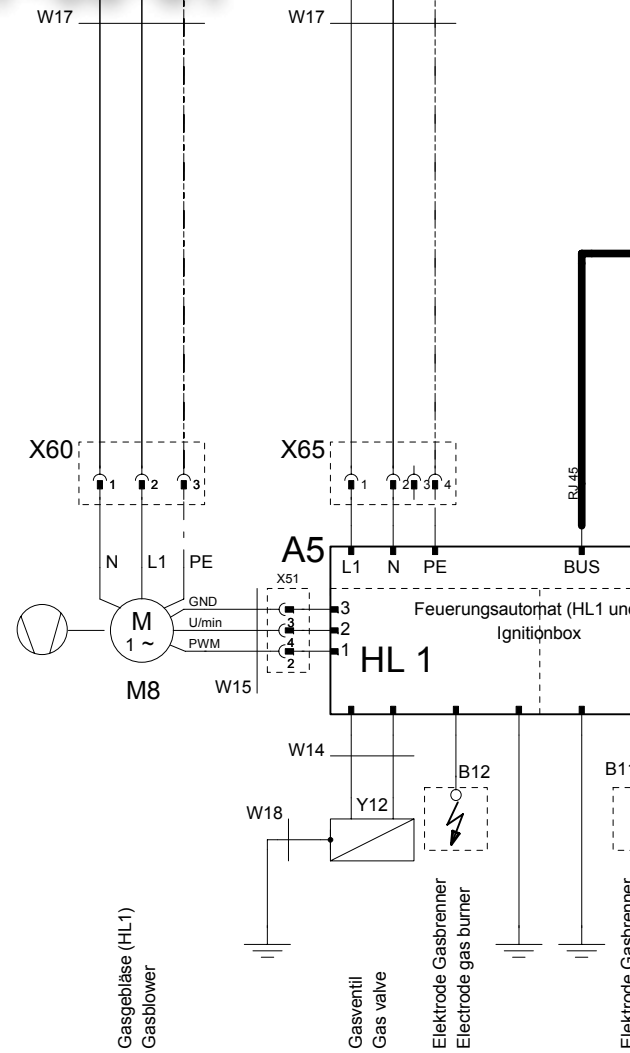 W17
W17
RJ 45
X60
1
2
3
X65
1
2
3
4
N
L1
PE
A5
L1
N
PE
BUS
X51
GND
U/min
PWM
3
4
2
3
2
1
M
1 ~
M8
W15
Feuerungsautomat (HL1 und
Ignitionbox
HL 1
W14
B12
W18
Y12
Gasgebläse (HL1)
Gasblower
Gasventil
Gas valve
Elektrode Gasbrenner
Electrode gas burner
Elektrode Gasbrenner